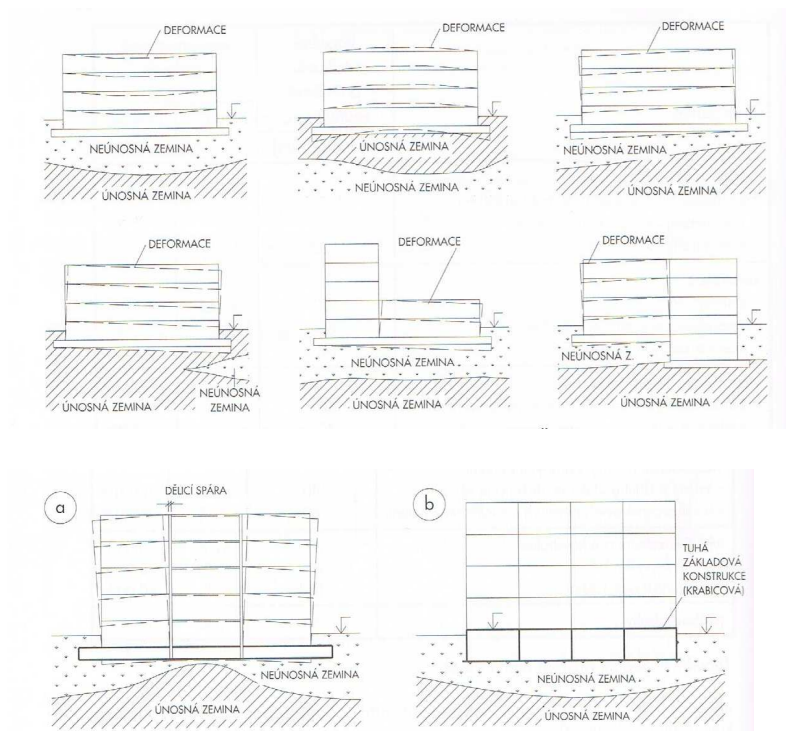 DEFORMACE
NEÚNOSNÁ ZEMINA
ÚNOSNÁ ZEMINA
DEFORMACE
ÚNOSNÁ ZEMINA
NEÚNOSNÁ ZEMINA
DEFORMACE
NEÚNOSNÁ ZEMINA
ÚNOSNÁ ZEMINA
DEFORMACE
NEÚNOSNÁ
ZEMINA
ÚNOSNÁ ZEMINA
DEFORMACE
NEÚNOSNÁ ZEMINA
ÚNOSNÁ ZEMINA
DEFORMACE
NEÚNOSNÁ Z.
ÚNOSNÁ ZEMINA
a
DĚLICÍ SPÁRA
NEÚNOSNÁ ZEMINA
ÚNOSNÁ ZEMINA
b
TUHÁ
ZÁKLADOVÁ
KONSTRUKCE
(KRABICOVÁ)
NEÚNOSNÁ ZEMINA
ÚNOSNÁ ZEMINA